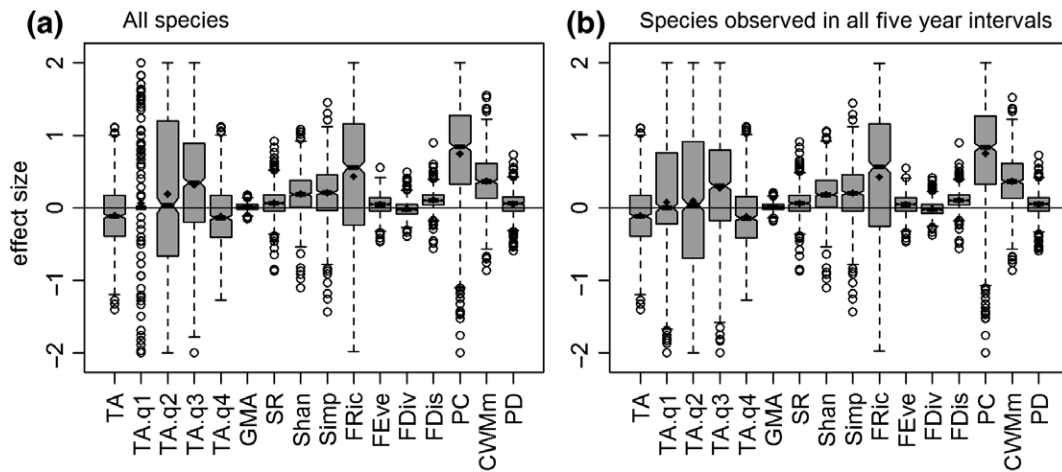 (a) All species
(b) Species observed in all five year intervals
effect size
2
1
0
−1
−2
TA
TA.q1
TA.q2
TA.q3
TA.q4
GMA
SR
Shan
Simp
FRic
FEve
FDiv
FDis
PC
CWMm
PD
2
1
0
−1
−2
TA
TA.q1
TA.q2
TA.q3
TA.q4
GMA
SR
Shan
Simp
FRic
FEve
FDiv
FDis
PC
CWMm
PD